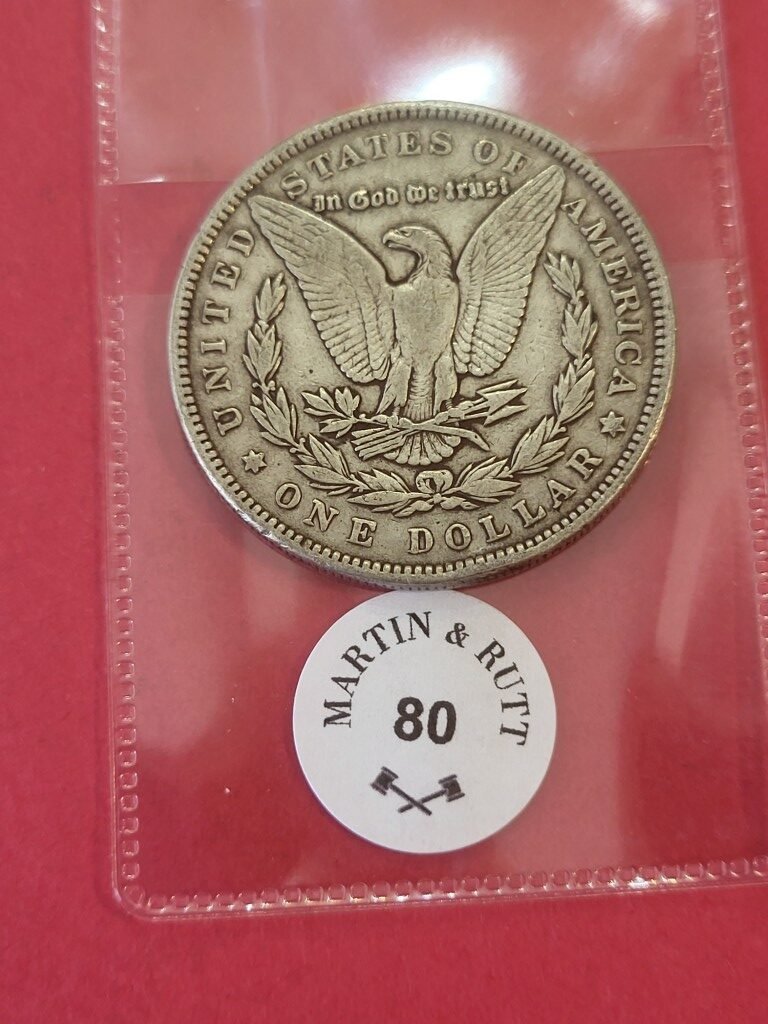 UNITED STATES OF AMERICA
In God we trust
ONE DOLLAR
MARTIN & RUTT
80